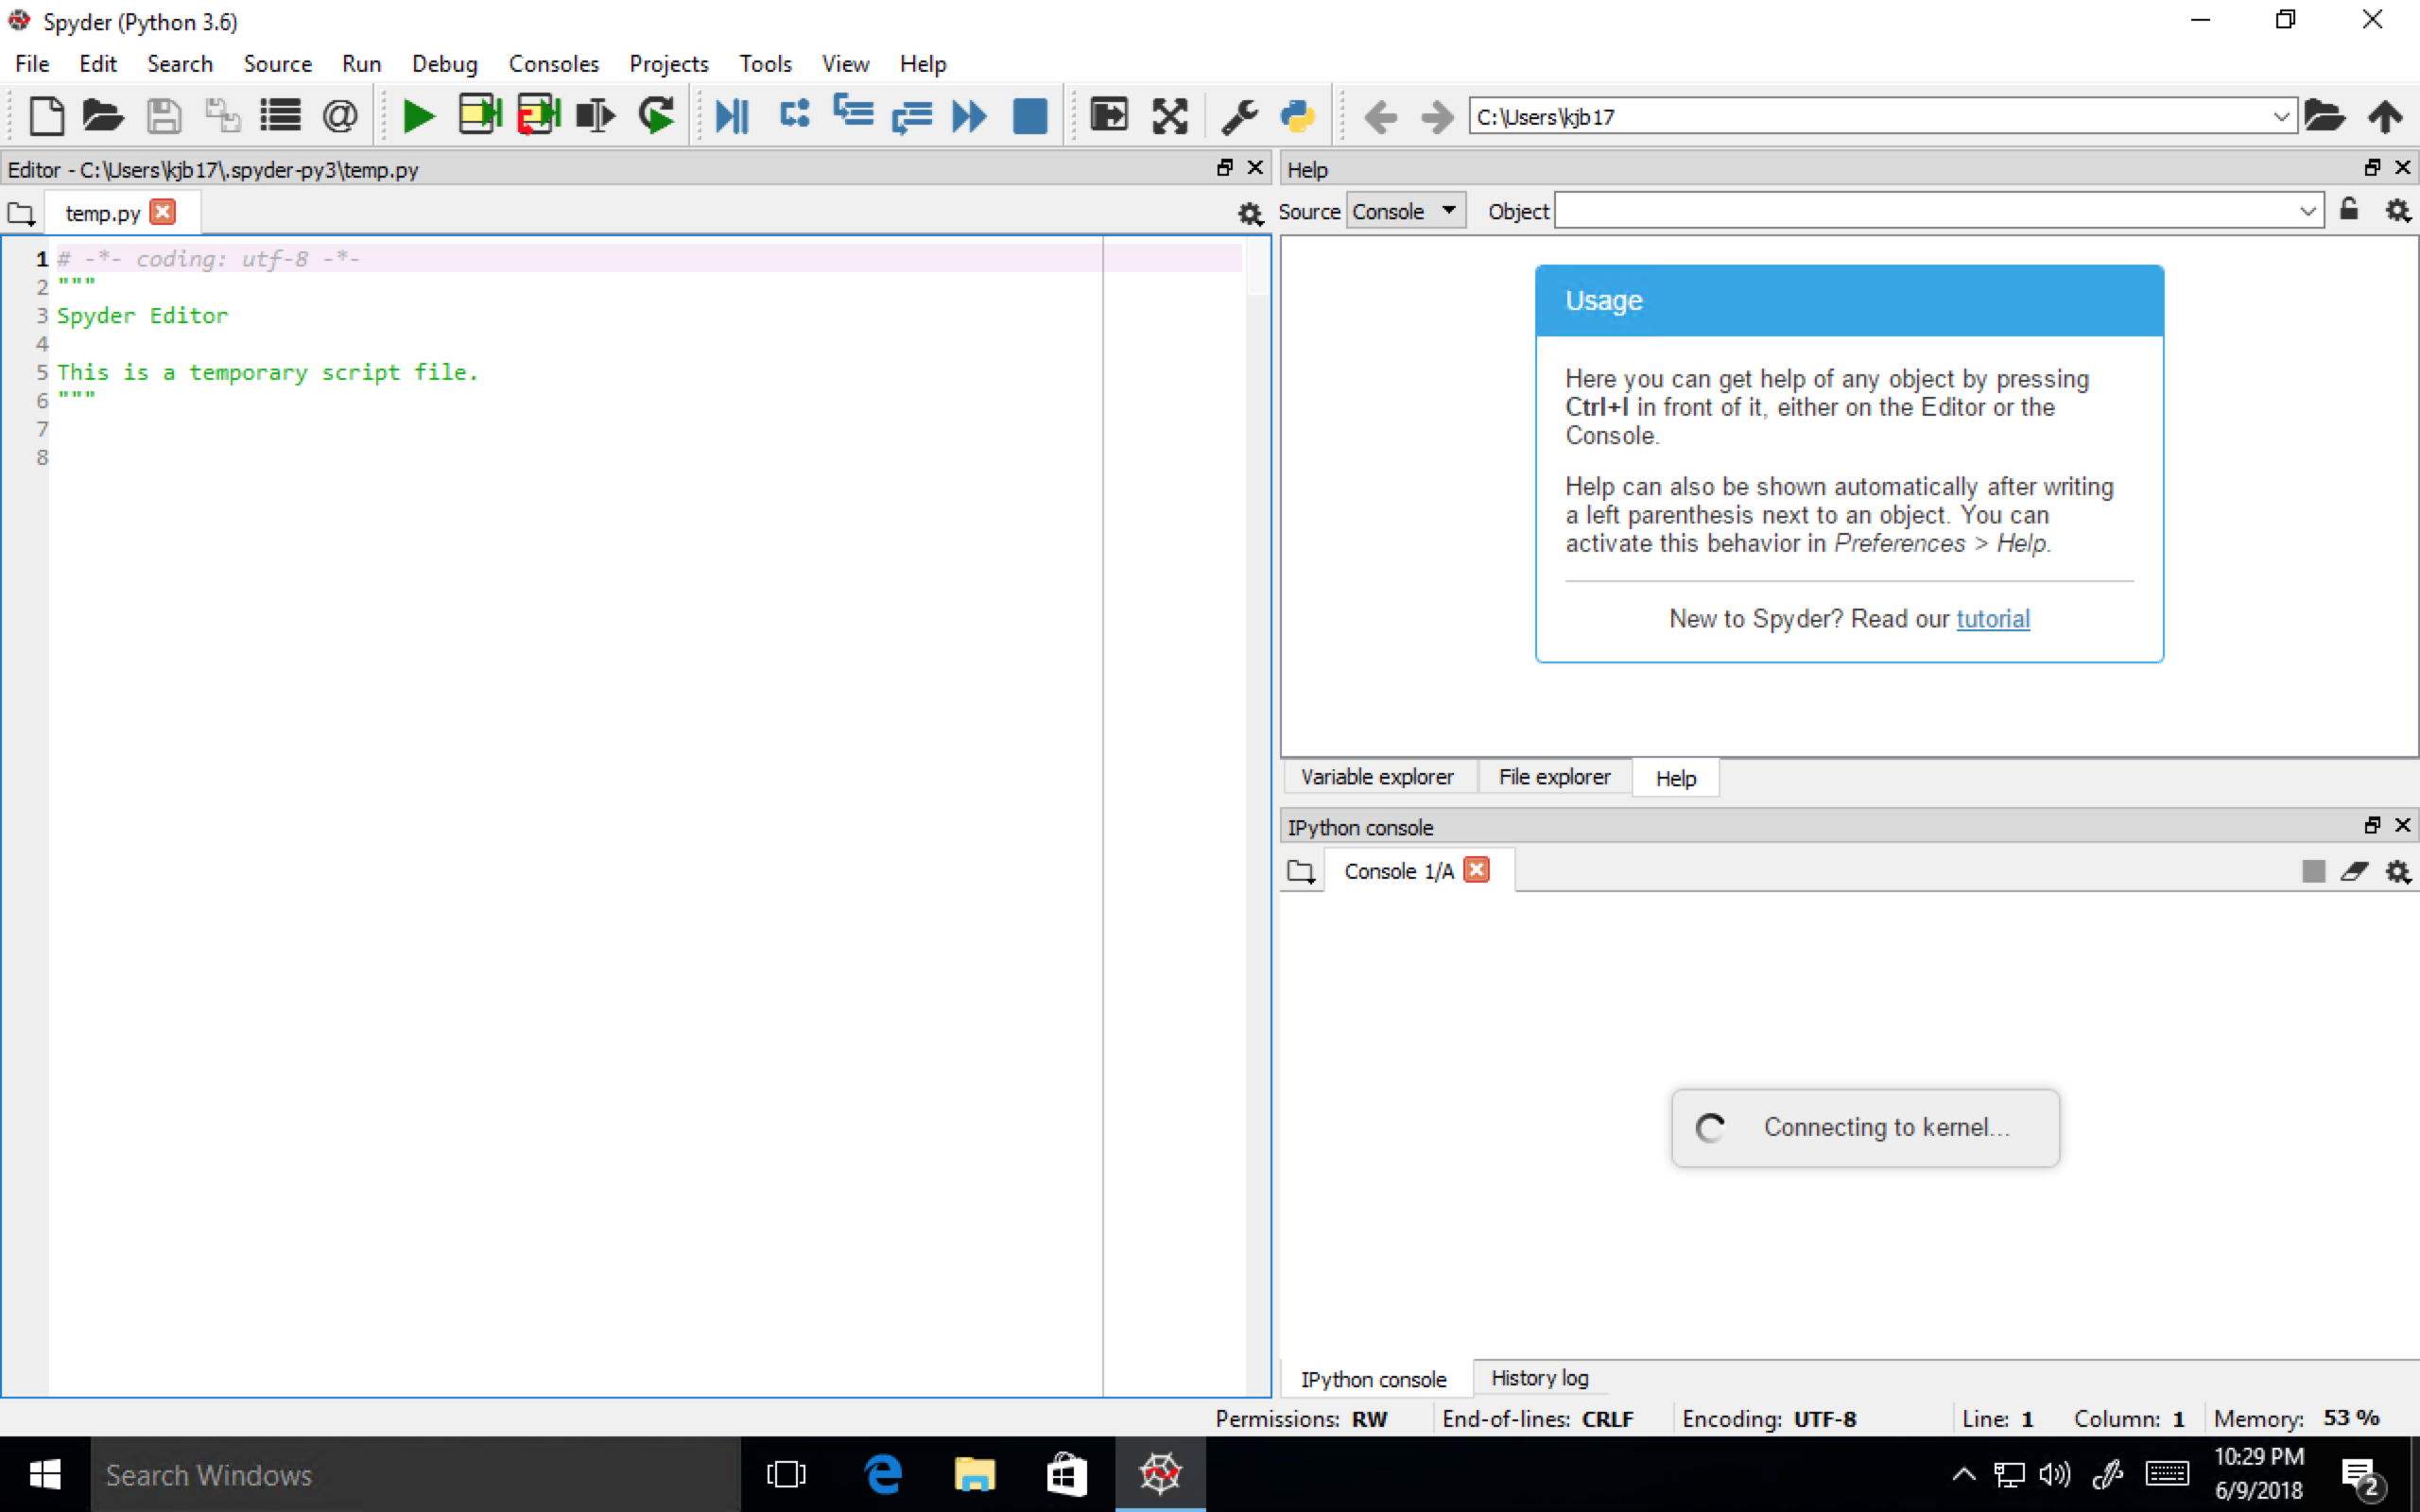 Spyder (Python 3.6)
File Edit Search Source Run Debug Consoles Projects Tools View Help
@
C:\Users\kjb17
Editor - C:\Users\kjb17\.spyder-py3\temp.py
temp.py
1 # -*- coding: utf-8 -*-
2 """
3 Spyder Editor
4
5 This is a temporary script file.
6 """
7
8
Help
Source Console Object
Usage
Here you can get help of any object by pressing
Ctrl+I in front of it, either on the Editor or the
Console.
Help can also be shown automatically after writing
a left parenthesis next to an object. You can
activate this behavior in Preferences > Help.
New to Spyder? Read our tutorial
Variable explorer File explorer Help
IPython console
Console 1/A
Connecting to kernel...
IPython console History log
Permissions: RW End-of-lines: CRLF Encoding: UTF-8 Line: 1 Column: 1 Memory: 53 %
Search Windows
10:29 PM
6/9/2018
2